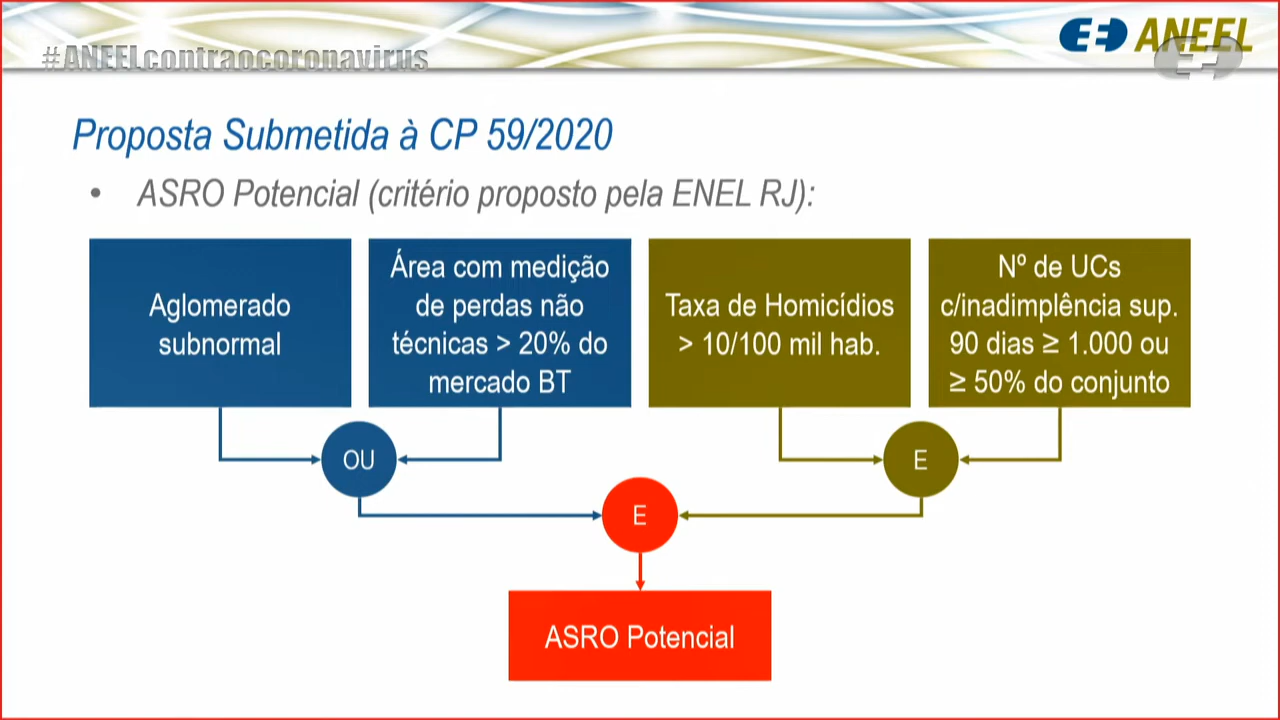 #ANEELcontraocoronavirus
ANEEL
Proposta Submetida à CP 59/2020
• ASRO Potencial (critério proposto pela ENEL RJ):
Aglomerado
subnormal
Área com medição
de perdas não
técnicas > 20% do
mercado BT
Taxa de Homicídios
> 10/100 mil hab.
Nº de UCs
c/inadimplência sup.
90 dias ≥ 1.000 ou
≥ 50% do conjunto
OU
E
E
ASRO Potencial